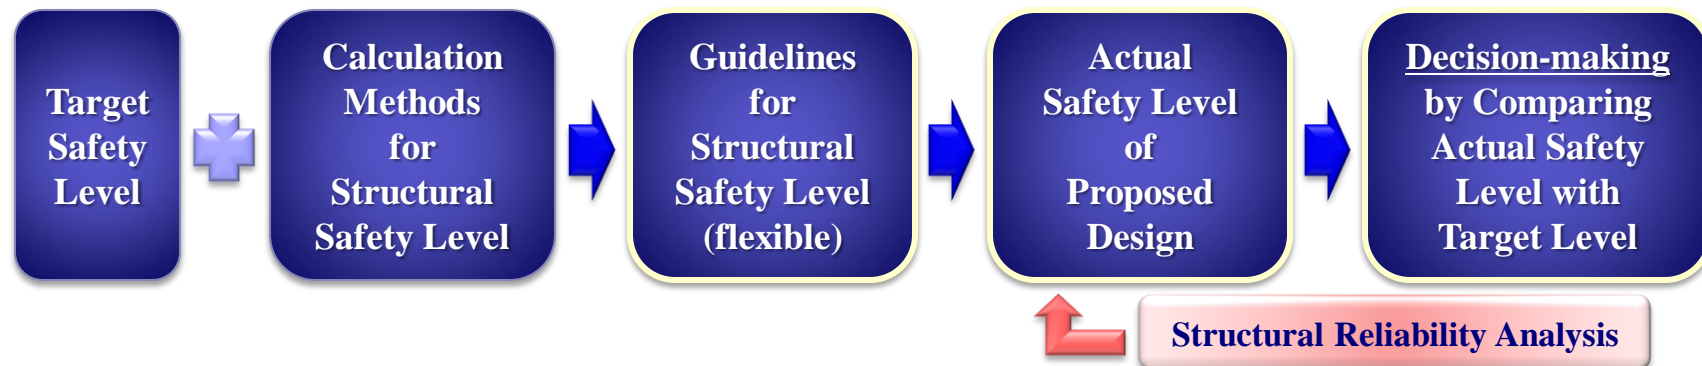 Target
Safety
Level
Calculation
Methods
for
Structural
Safety Level
Guidelines
for
Structural
Safety Level
(flexible)
Actual
Safety Level
of
Proposed
Design
Decision-making
by Comparing
Actual Safety
Level with
Target Level
Structural Reliability Analysis